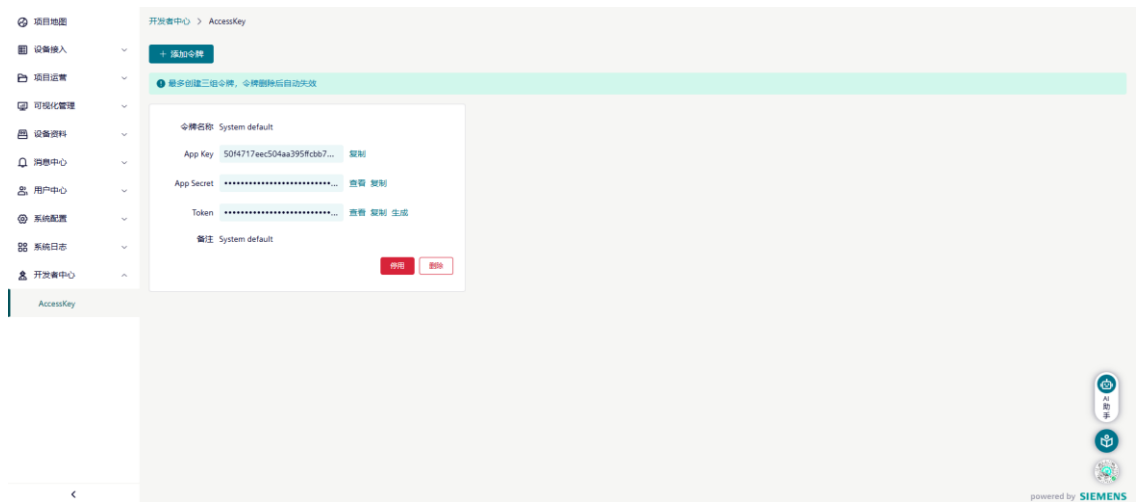 项目地图
设备接入
项目运营
可视化管理
设备资料
消息中心
用户中心
系统配置
系统日志
开发者中心
AccessKey
开发者中心 > AccessKey
+ 添加令牌
最多创建三组令牌，令牌删除后自动失效
令牌名称 System default
App Key 50f4717eec504aa395ffcbb7... 复制
App Secret ••••••••••••••••••••••••••... 查看 复制
Token ••••••••••••••••••••••••••... 查看 复制 生成
备注 System default
停用 删除
AI
助
手
powered by SIEMENS